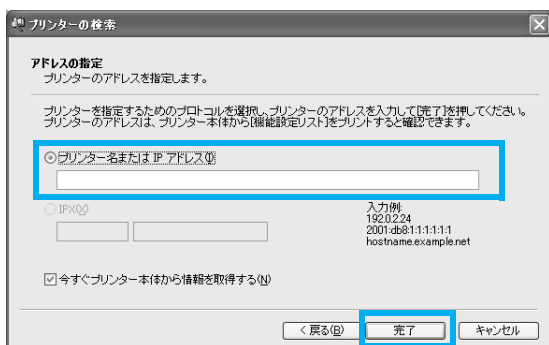 プリンターの検索
アドレスの指定
プリンターのアドレスを指定します。
プリンターを指定するためのプロトコルを選択し、プリンターのアドレスを入力して[完了]を押してください。
プリンターのアドレスは、プリンター本体から[機能設定リスト]をプリントすると確認できます。
プリンター名または IP アドレス(I)
IPX(X)
入力例:
192.0.2.24
2001:db8:1:1:1:1:1:1
hostname.example.net
今すぐプリンター本体から情報を取得する(N)
< 戻る(B)
完了
キャンセル